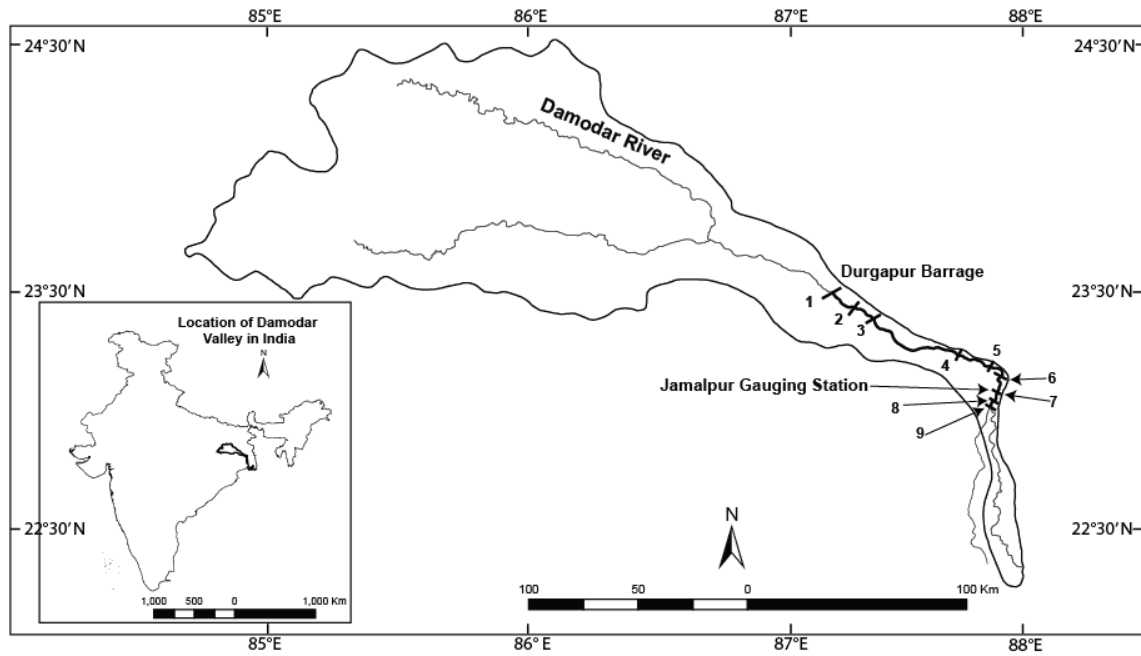 85°E 86°E 87°E 88°E
24°30'N 24°30'N
Damodar River
Durgapur Barrage
23°30'N 23°30'N
1
2
3
4
5
6
7
Jamalpur Gauging Station
8
9
Location of Damodar
Valley in India
N
1,000 500 0 1,000 Km
22°30'N 22°30'N
N
100 50 0 100 Km
85°E 86°E 87°E 88°E